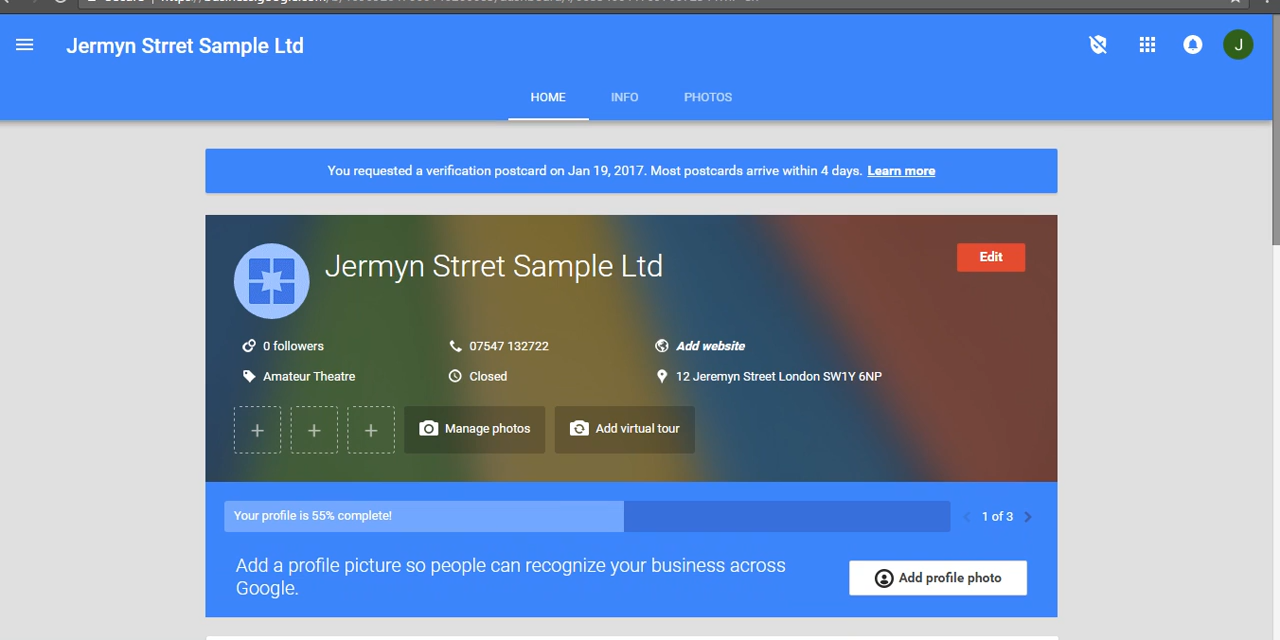 Jermyn Strret Sample Ltd
J
HOME INFO PHOTOS
You requested a verification postcard on Jan 19, 2017. Most postcards arrive within 4 days. Learn more
Jermyn Strret Sample Ltd
Edit
0 followers 07547 132722 Add website
Amateur Theatre Closed 12 Jeremyn Street London SW1Y 6NP
+ + + Manage photos Add virtual tour
Your profile is 55% complete! 1 of 3
Add a profile picture so people can recognize your business across
Google.
Add profile photo